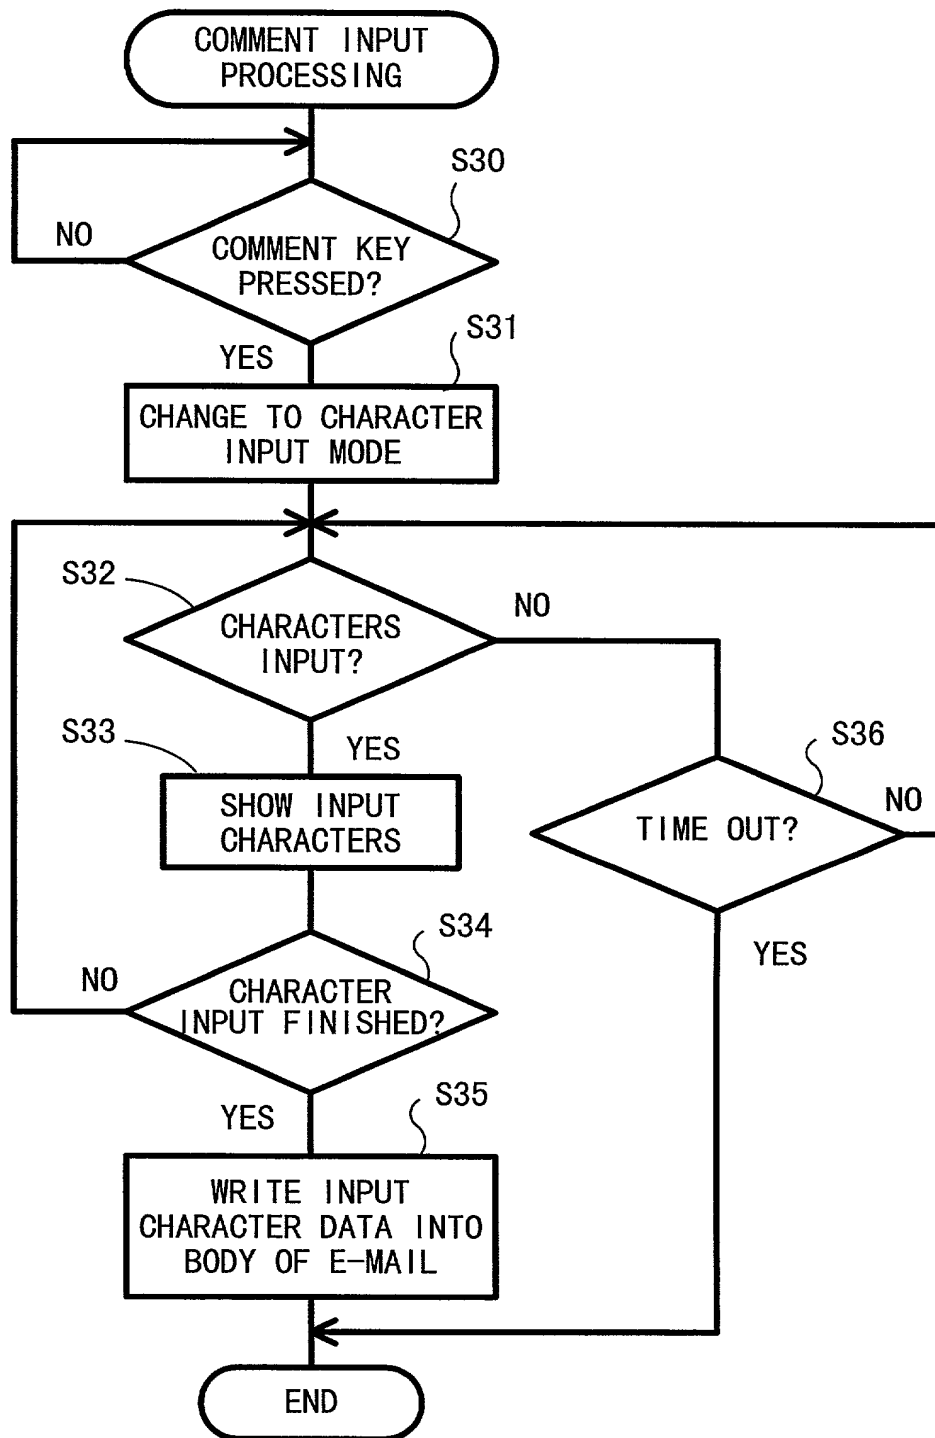 COMMENT INPUT
PROCESSING
S30
NO
COMMENT KEY
PRESSED?
S31
YES
CHANGE TO CHARACTER
INPUT MODE
S32
NO
CHARACTERS
INPUT?
S33
YES
S36
SHOW INPUT
CHARACTERS
TIME OUT?
NO
S34
YES
NO
CHARACTER
INPUT FINISHED?
S35
YES
WRITE INPUT
CHARACTER DATA INTO
BODY OF E-MAIL
END